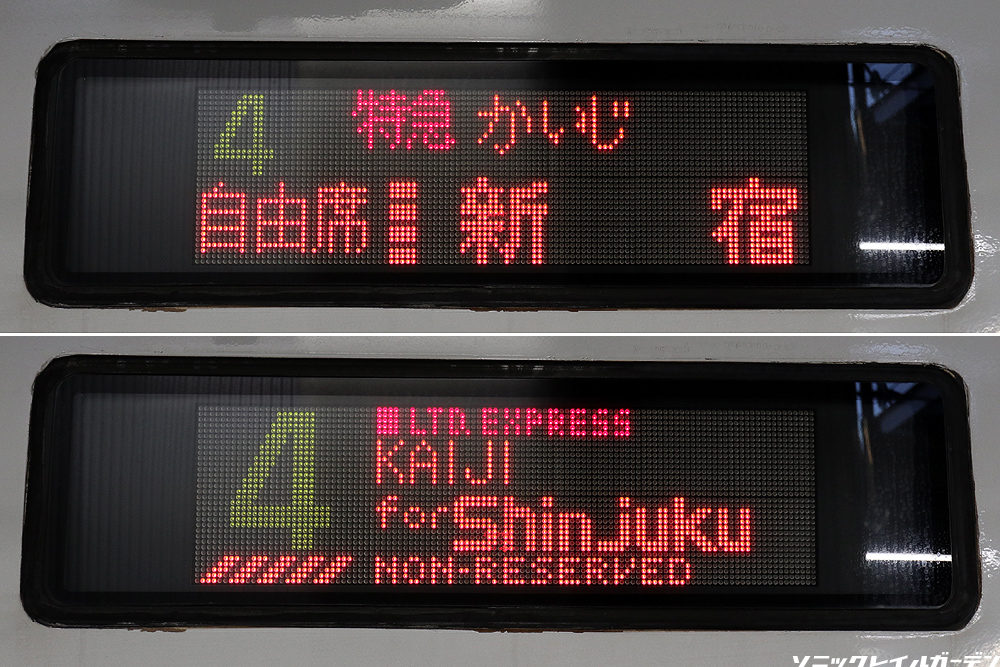 4 特急 かいじ
自由席 新宿
4
LTD. EXPRESS
KAIJI
for Shinjuku
NON-RESERVED
ソニックレイルガーデン